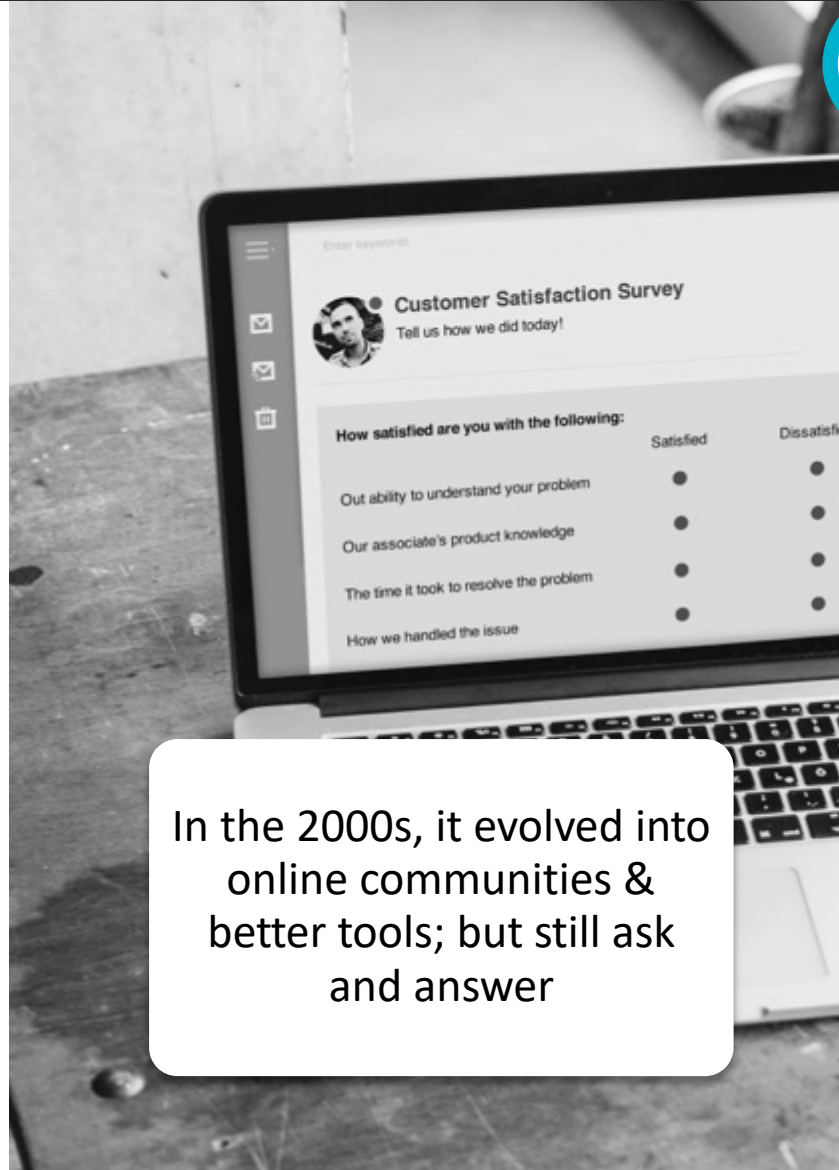 Enter keywords
Customer Satisfaction Survey
Tell us how we did today!
How satisfied are you with the following:
Satisfied
Dissatisfi
Out ability to understand your problem
Our associate's product knowledge
The time it took to resolve the problem
How we handled the issue
In the 2000s, it evolved into
online communities &
better tools; but still ask
and answer